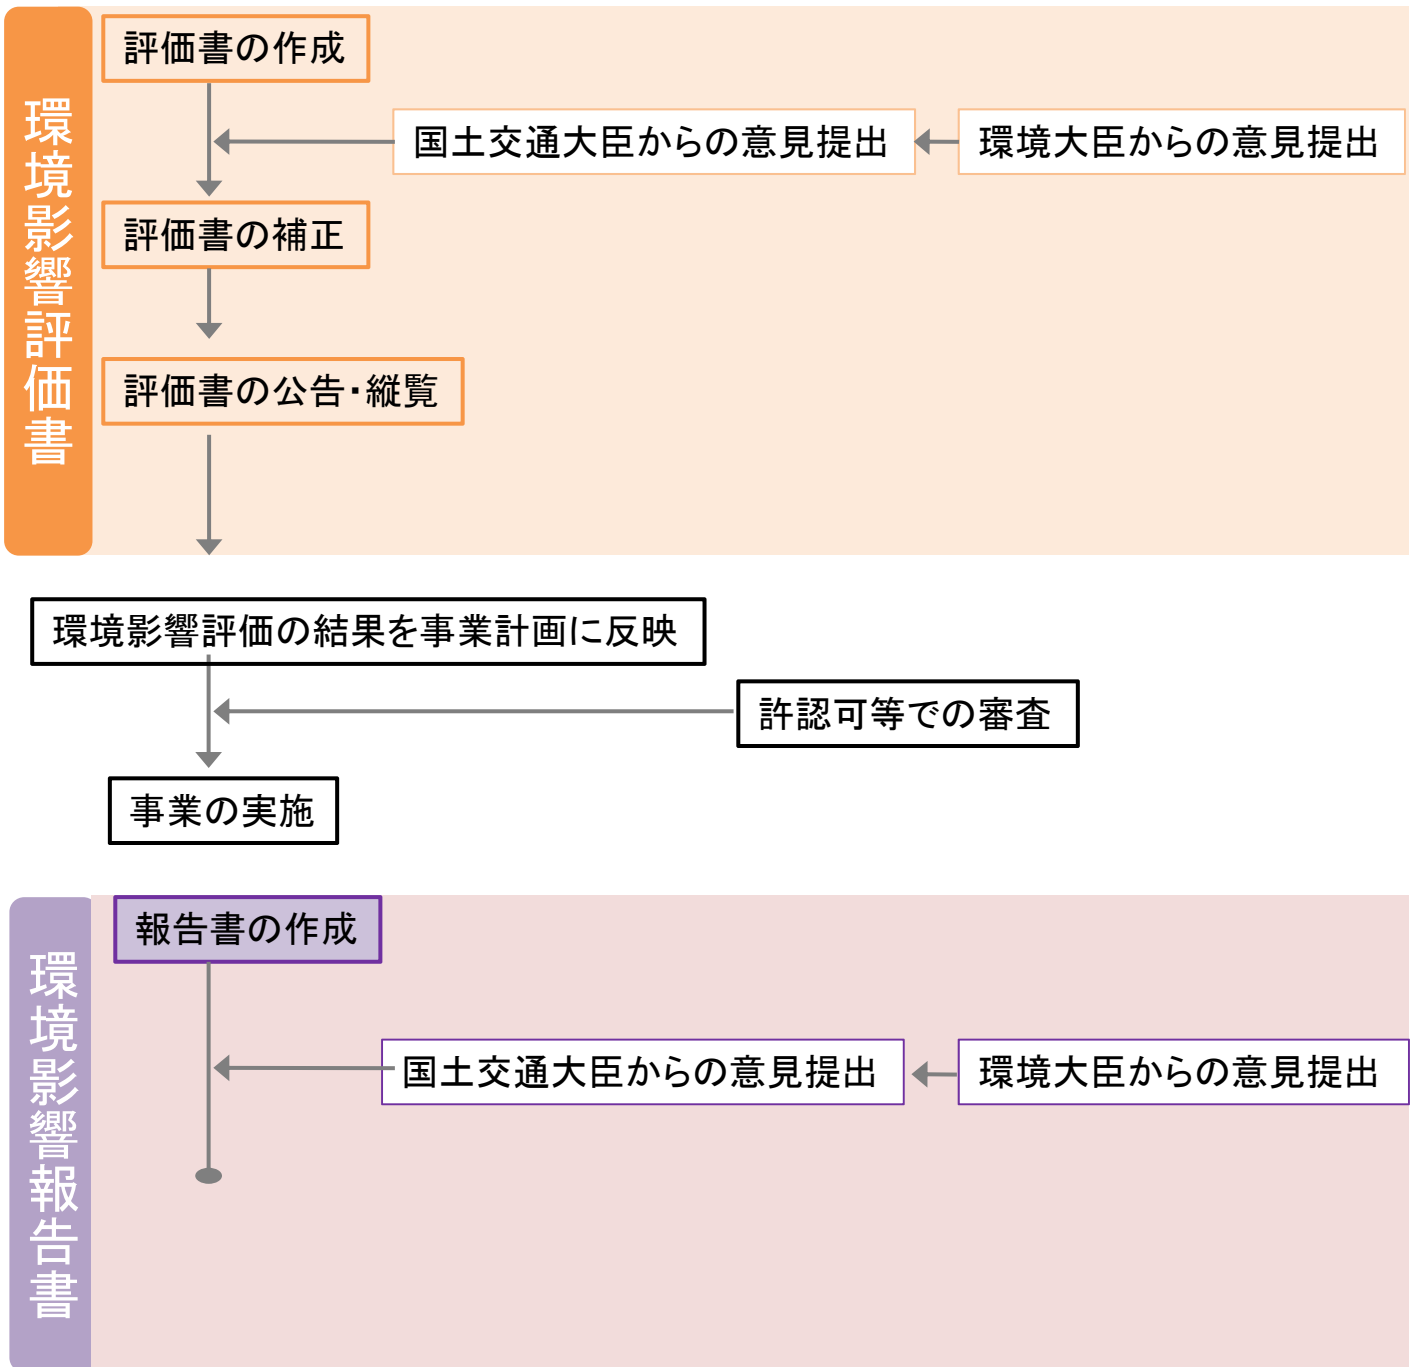 環境影響評価書
評価書の作成
国土交通大臣からの意見提出
環境大臣からの意見提出
評価書の補正
評価書の公告・縦覧
環境影響評価の結果を事業計画に反映
許認可等での審査
事業の実施
環境影響報告書
報告書の作成
国土交通大臣からの意見提出
環境大臣からの意見提出